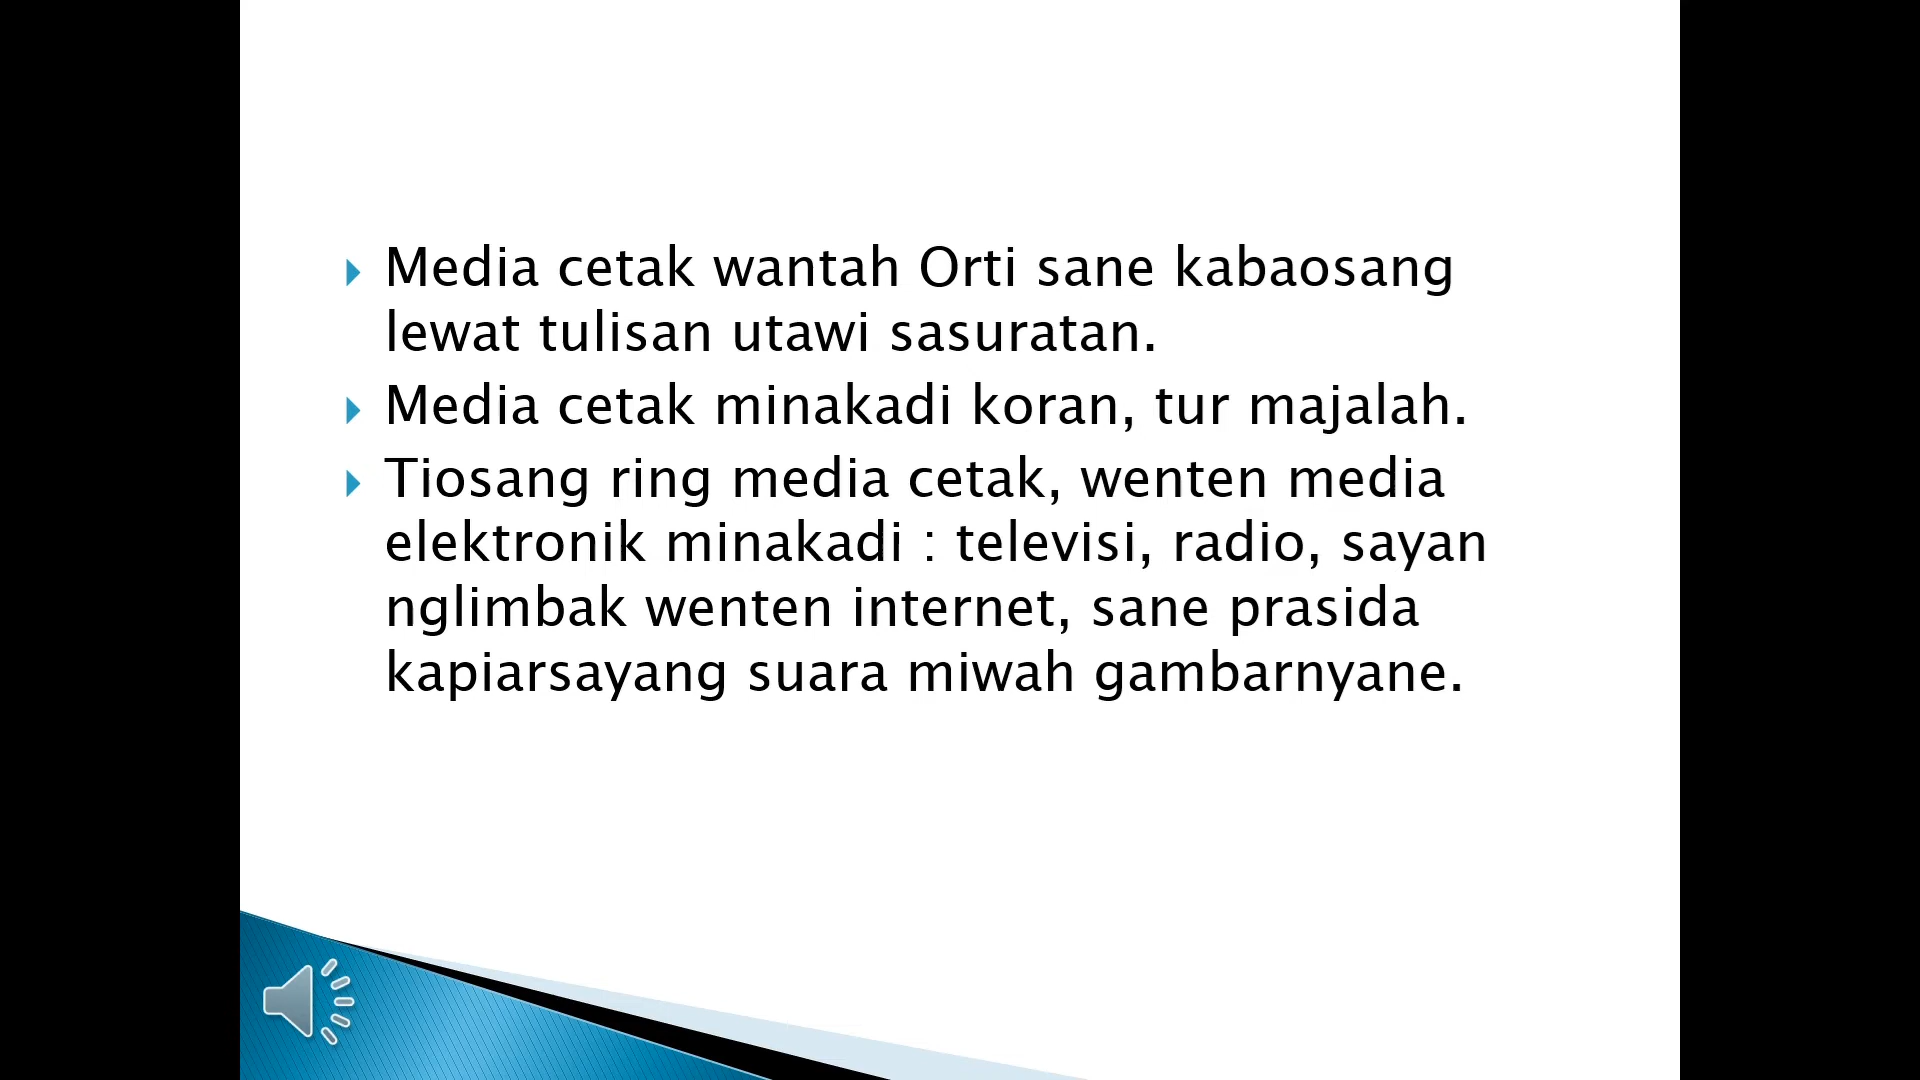 Media cetak wantah Orti sane kabaosang
lewat tulisan utawi sasuratan.
Media cetak minakadi koran, tur majalah.
Tiosang ring media cetak, wenten media
elektronik minakadi : televisi, radio, sayan
nglimbak wenten internet, sane prasida
kapiarsayang suara miwah gambarnyane.